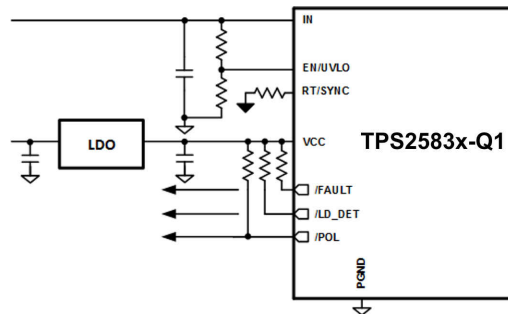 IN
EN/UVLO
RT/SYNC
LDO
VCC
TPS2583x-Q1
/FAULT
/LD_DET
/POL
PGND